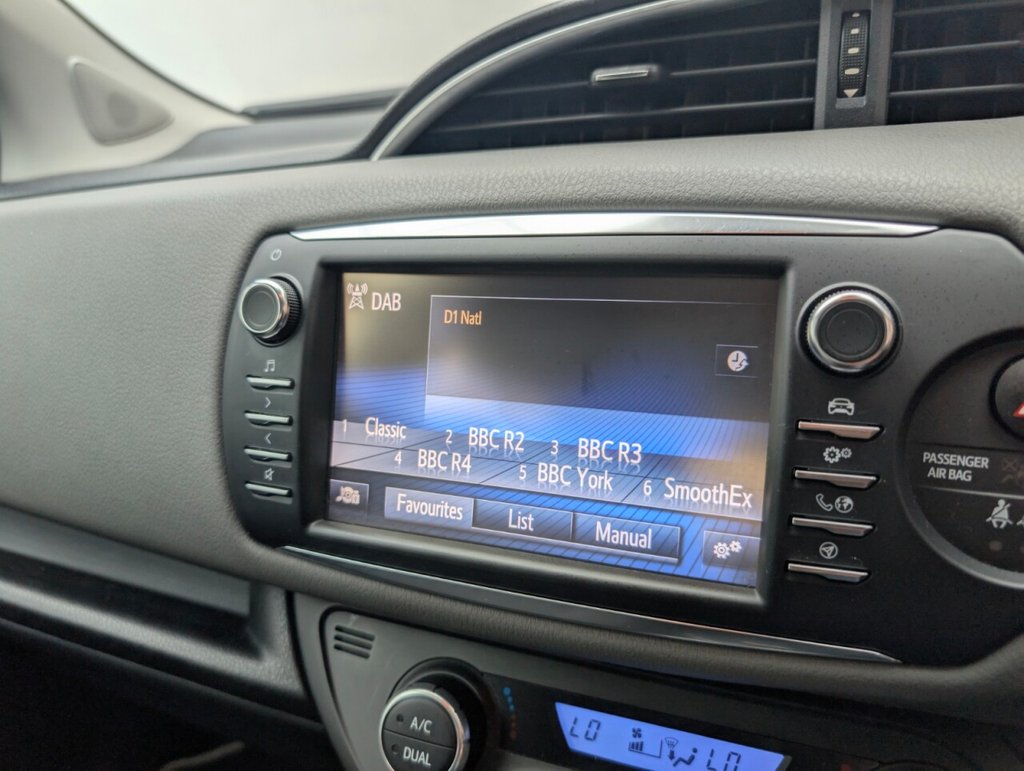 DAB
D1 Natl
1 Classic 2 BBC R2 3 BBC R3
4 BBC R4 5 BBC York 6 SmoothEx
Favourites List Manual
PASSENGER
AIR BAG
A/C
DUAL
LO LO